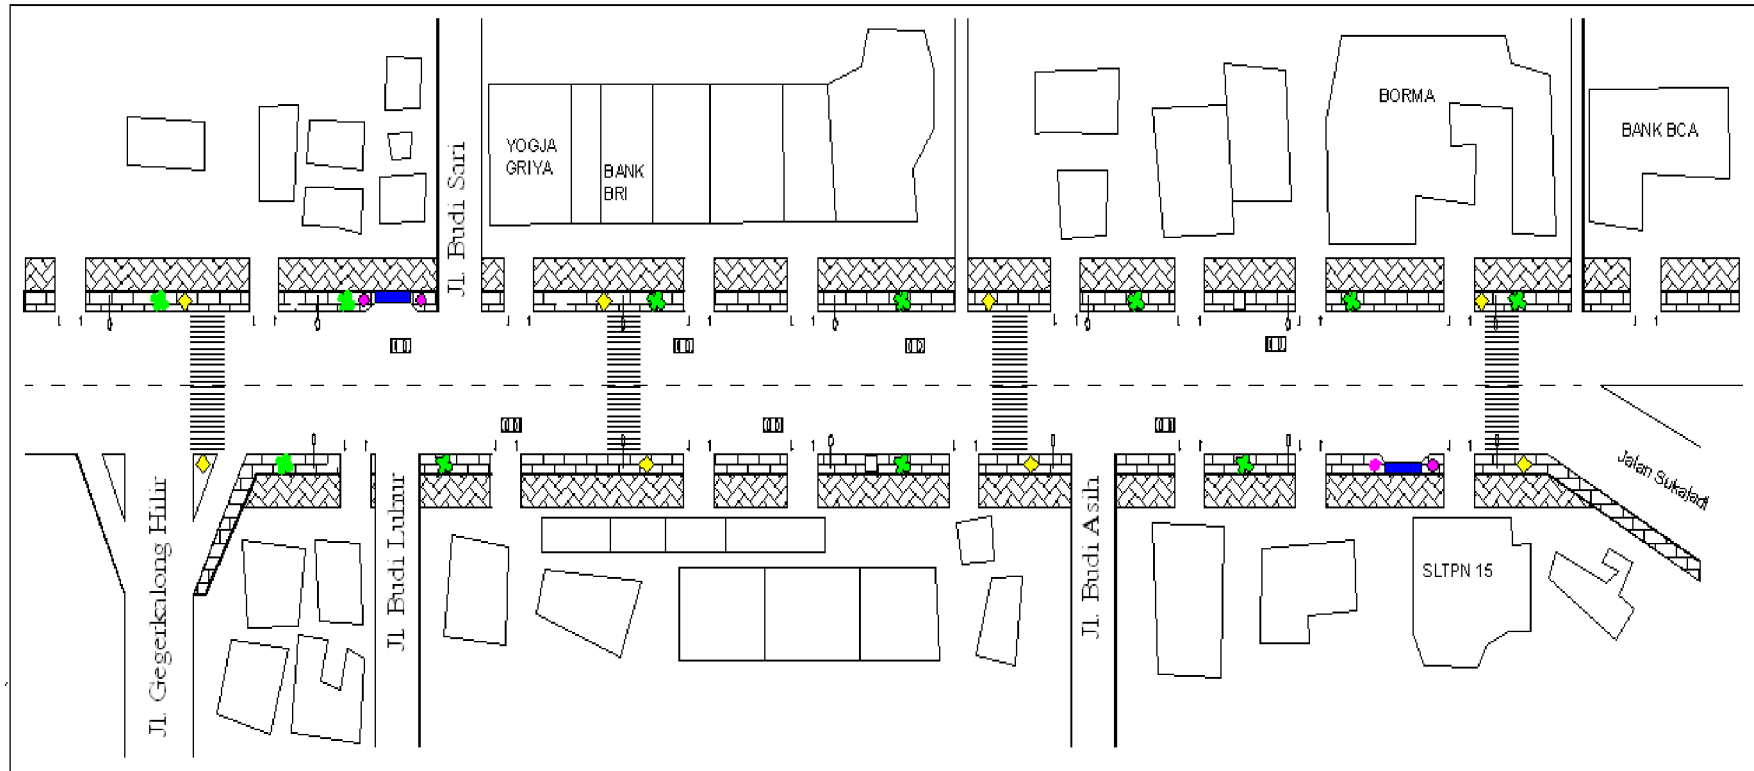 BORMA
BANK BCA
YOGJA
GRIYA
BANK
BRI
Jl. Budi Sari
Jalan Sukajadi
Jl. Gegerkalong Hilir
Jl. Budi Luhur
Jl. Budi Asih
SLTPN 15